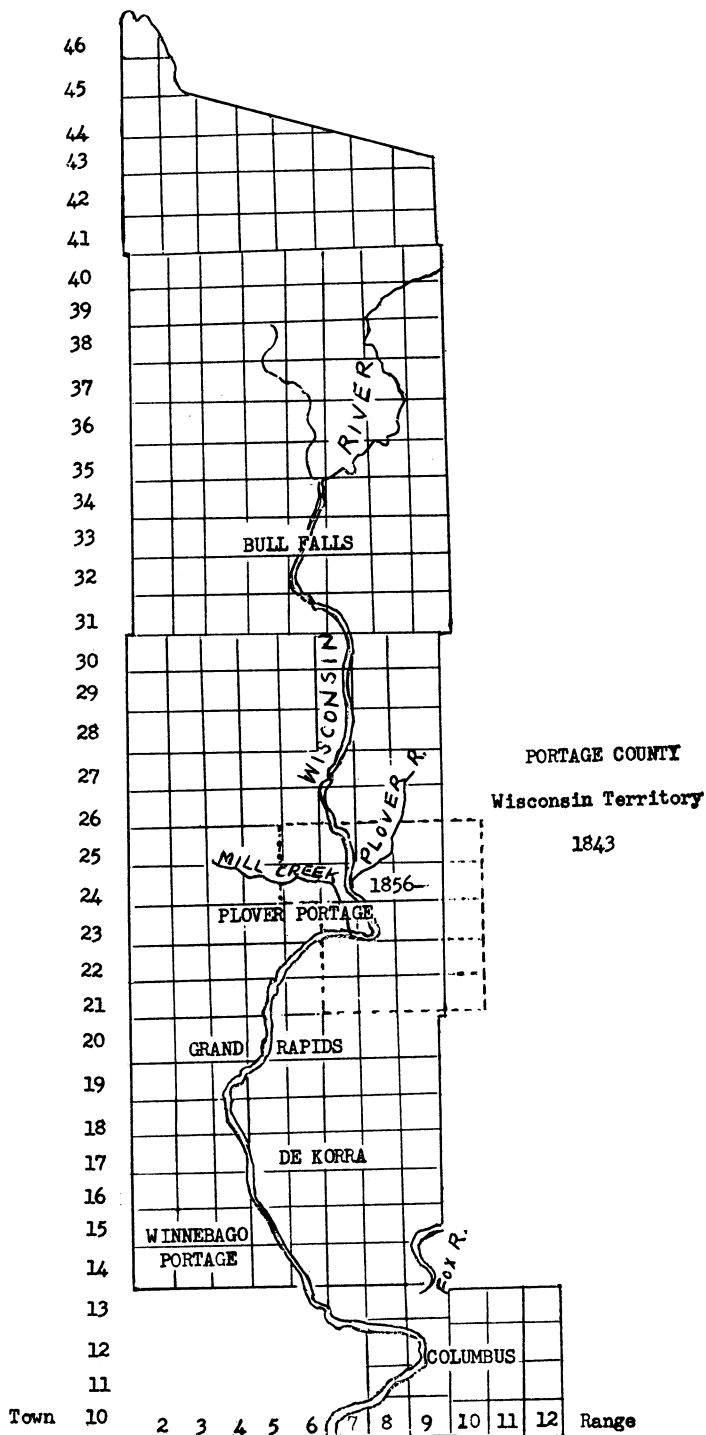 46
45
44
43
42
41
40
39
38
37
36
35
34
33
32
31
30
29
28
27
26
25
24
23
22
21
20
19
18
17
16
15
14
13
12
11
Town 10 2 3 4 5 6 7 8 9 10 11 12 Range
RIVER
BULL FALLS
WISCONSIN
PLOVER R.
MILL CREEK
1856
PLOVER PORTAGE
GRAND RAPIDS
DE KORRA
WINNEBAGO
PORTAGE
FOX R.
COLUMBUS
PORTAGE COUNTY
Wisconsin Territory
1843